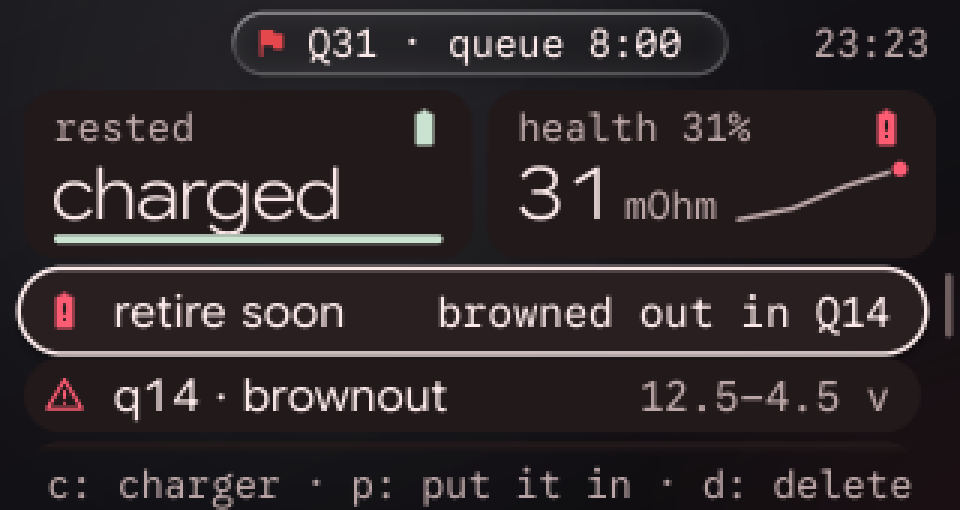 Q31 · queue 8:00
23:23
rested
charged
health 31%
31 mOhm
retire soon browned out in Q14
q14 · brownout 12.5–4.5 v
c: charger · p: put it in · d: delete